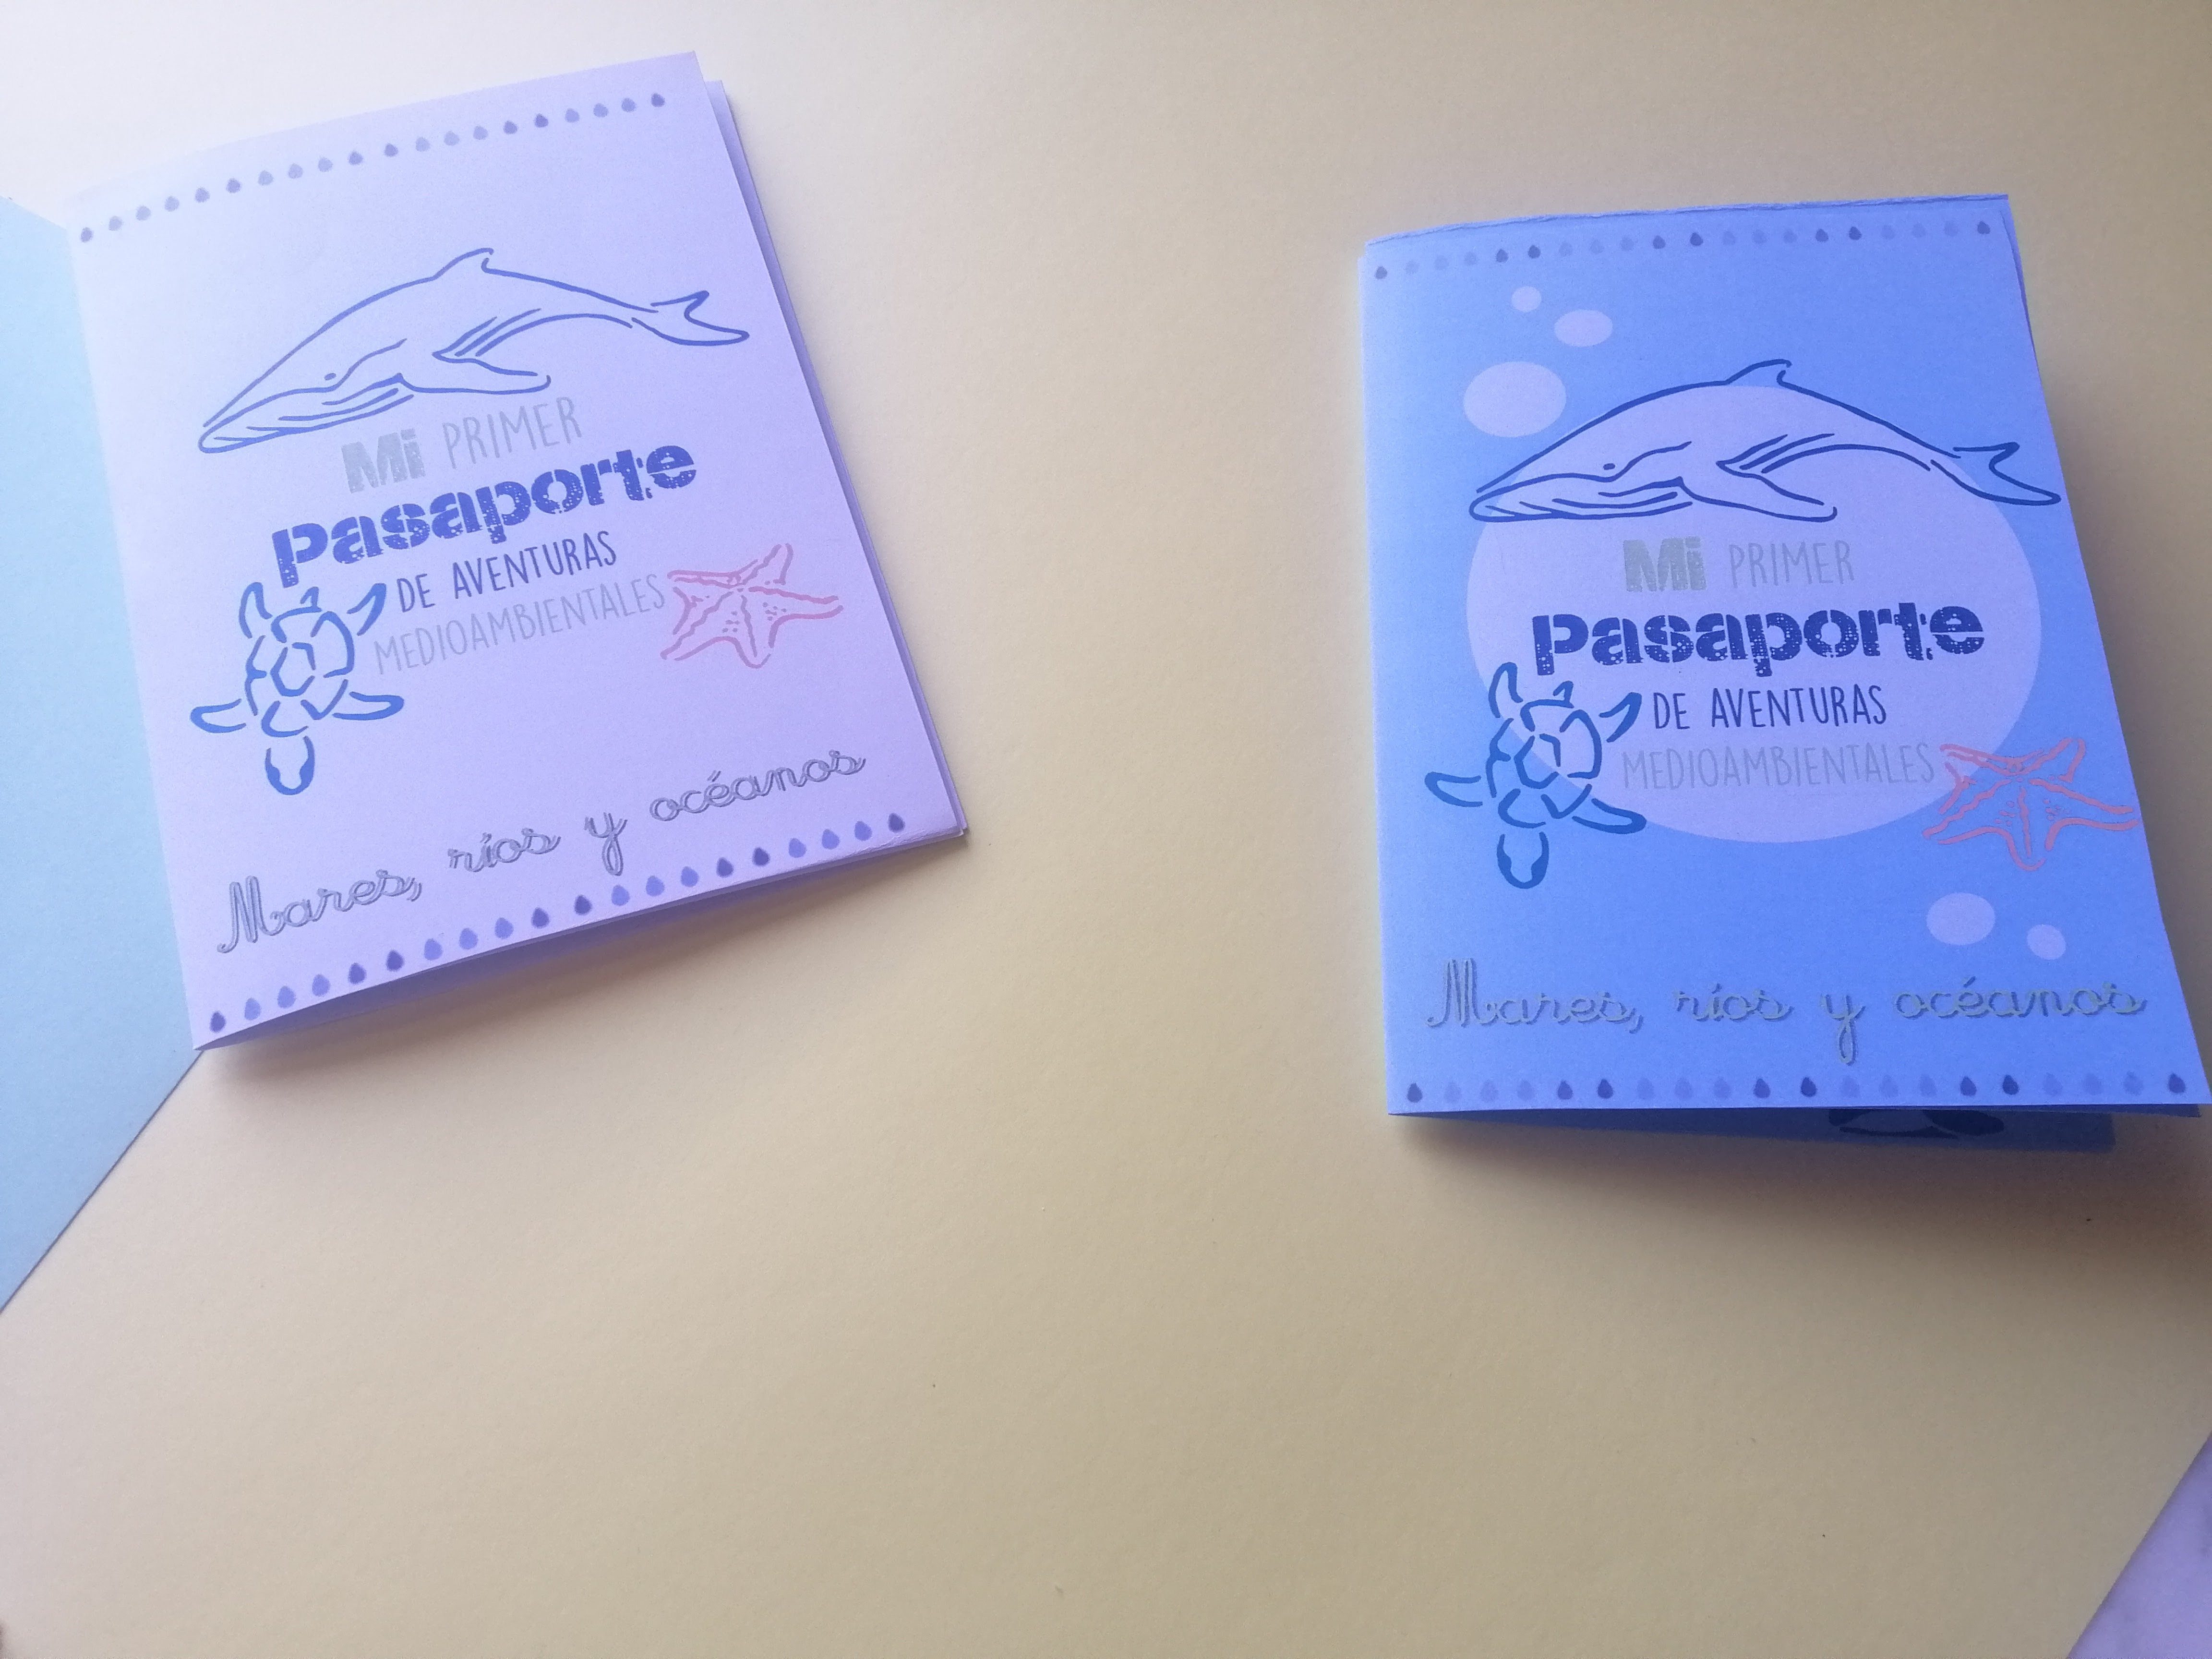 Mi PRIMER
Pasaporte
DE AVENTURAS
MEDIOAMBIENTALES
Mares, ríos y océanos
Mi PRIMER
Pasaporte
DE AVENTURAS
MEDIOAMBIENTALES
Mares, ríos y océanos